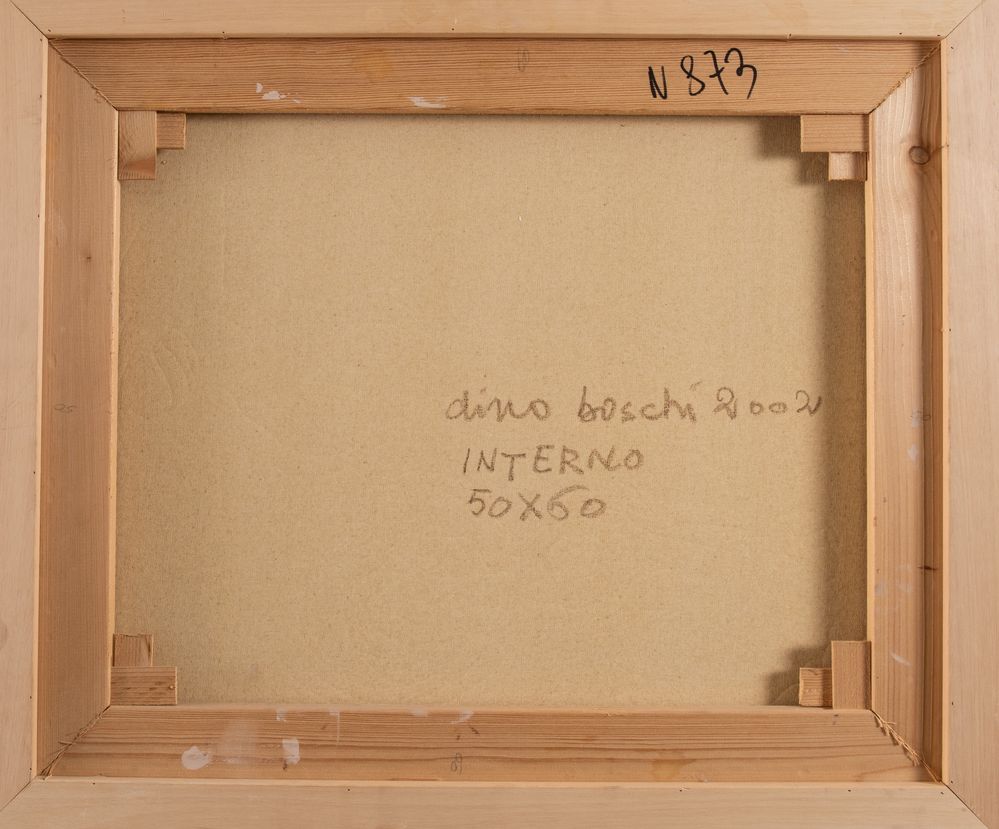 N 873
dino boschi 2002
INTERNO
50X60